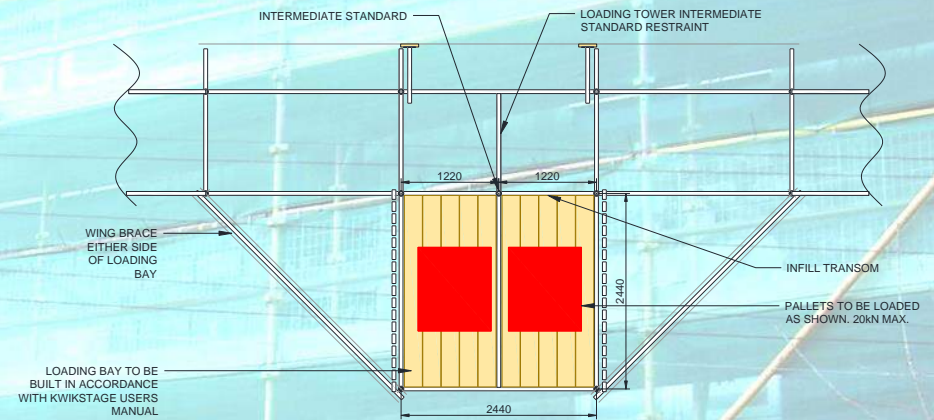 INTERMEDIATE STANDARD
LOADING TOWER INTERMEDIATE
STANDARD RESTRAINT
1220
1220
WING BRACE
EITHER SIDE
OF LOADING
BAY
2440
INFILL TRANSOM
PALLETS TO BE LOADED
AS SHOWN. 20kN MAX.
LOADING BAY TO BE
BUILT IN ACCORDANCE
WITH KWIKSTAGE USERS
MANUAL
2440